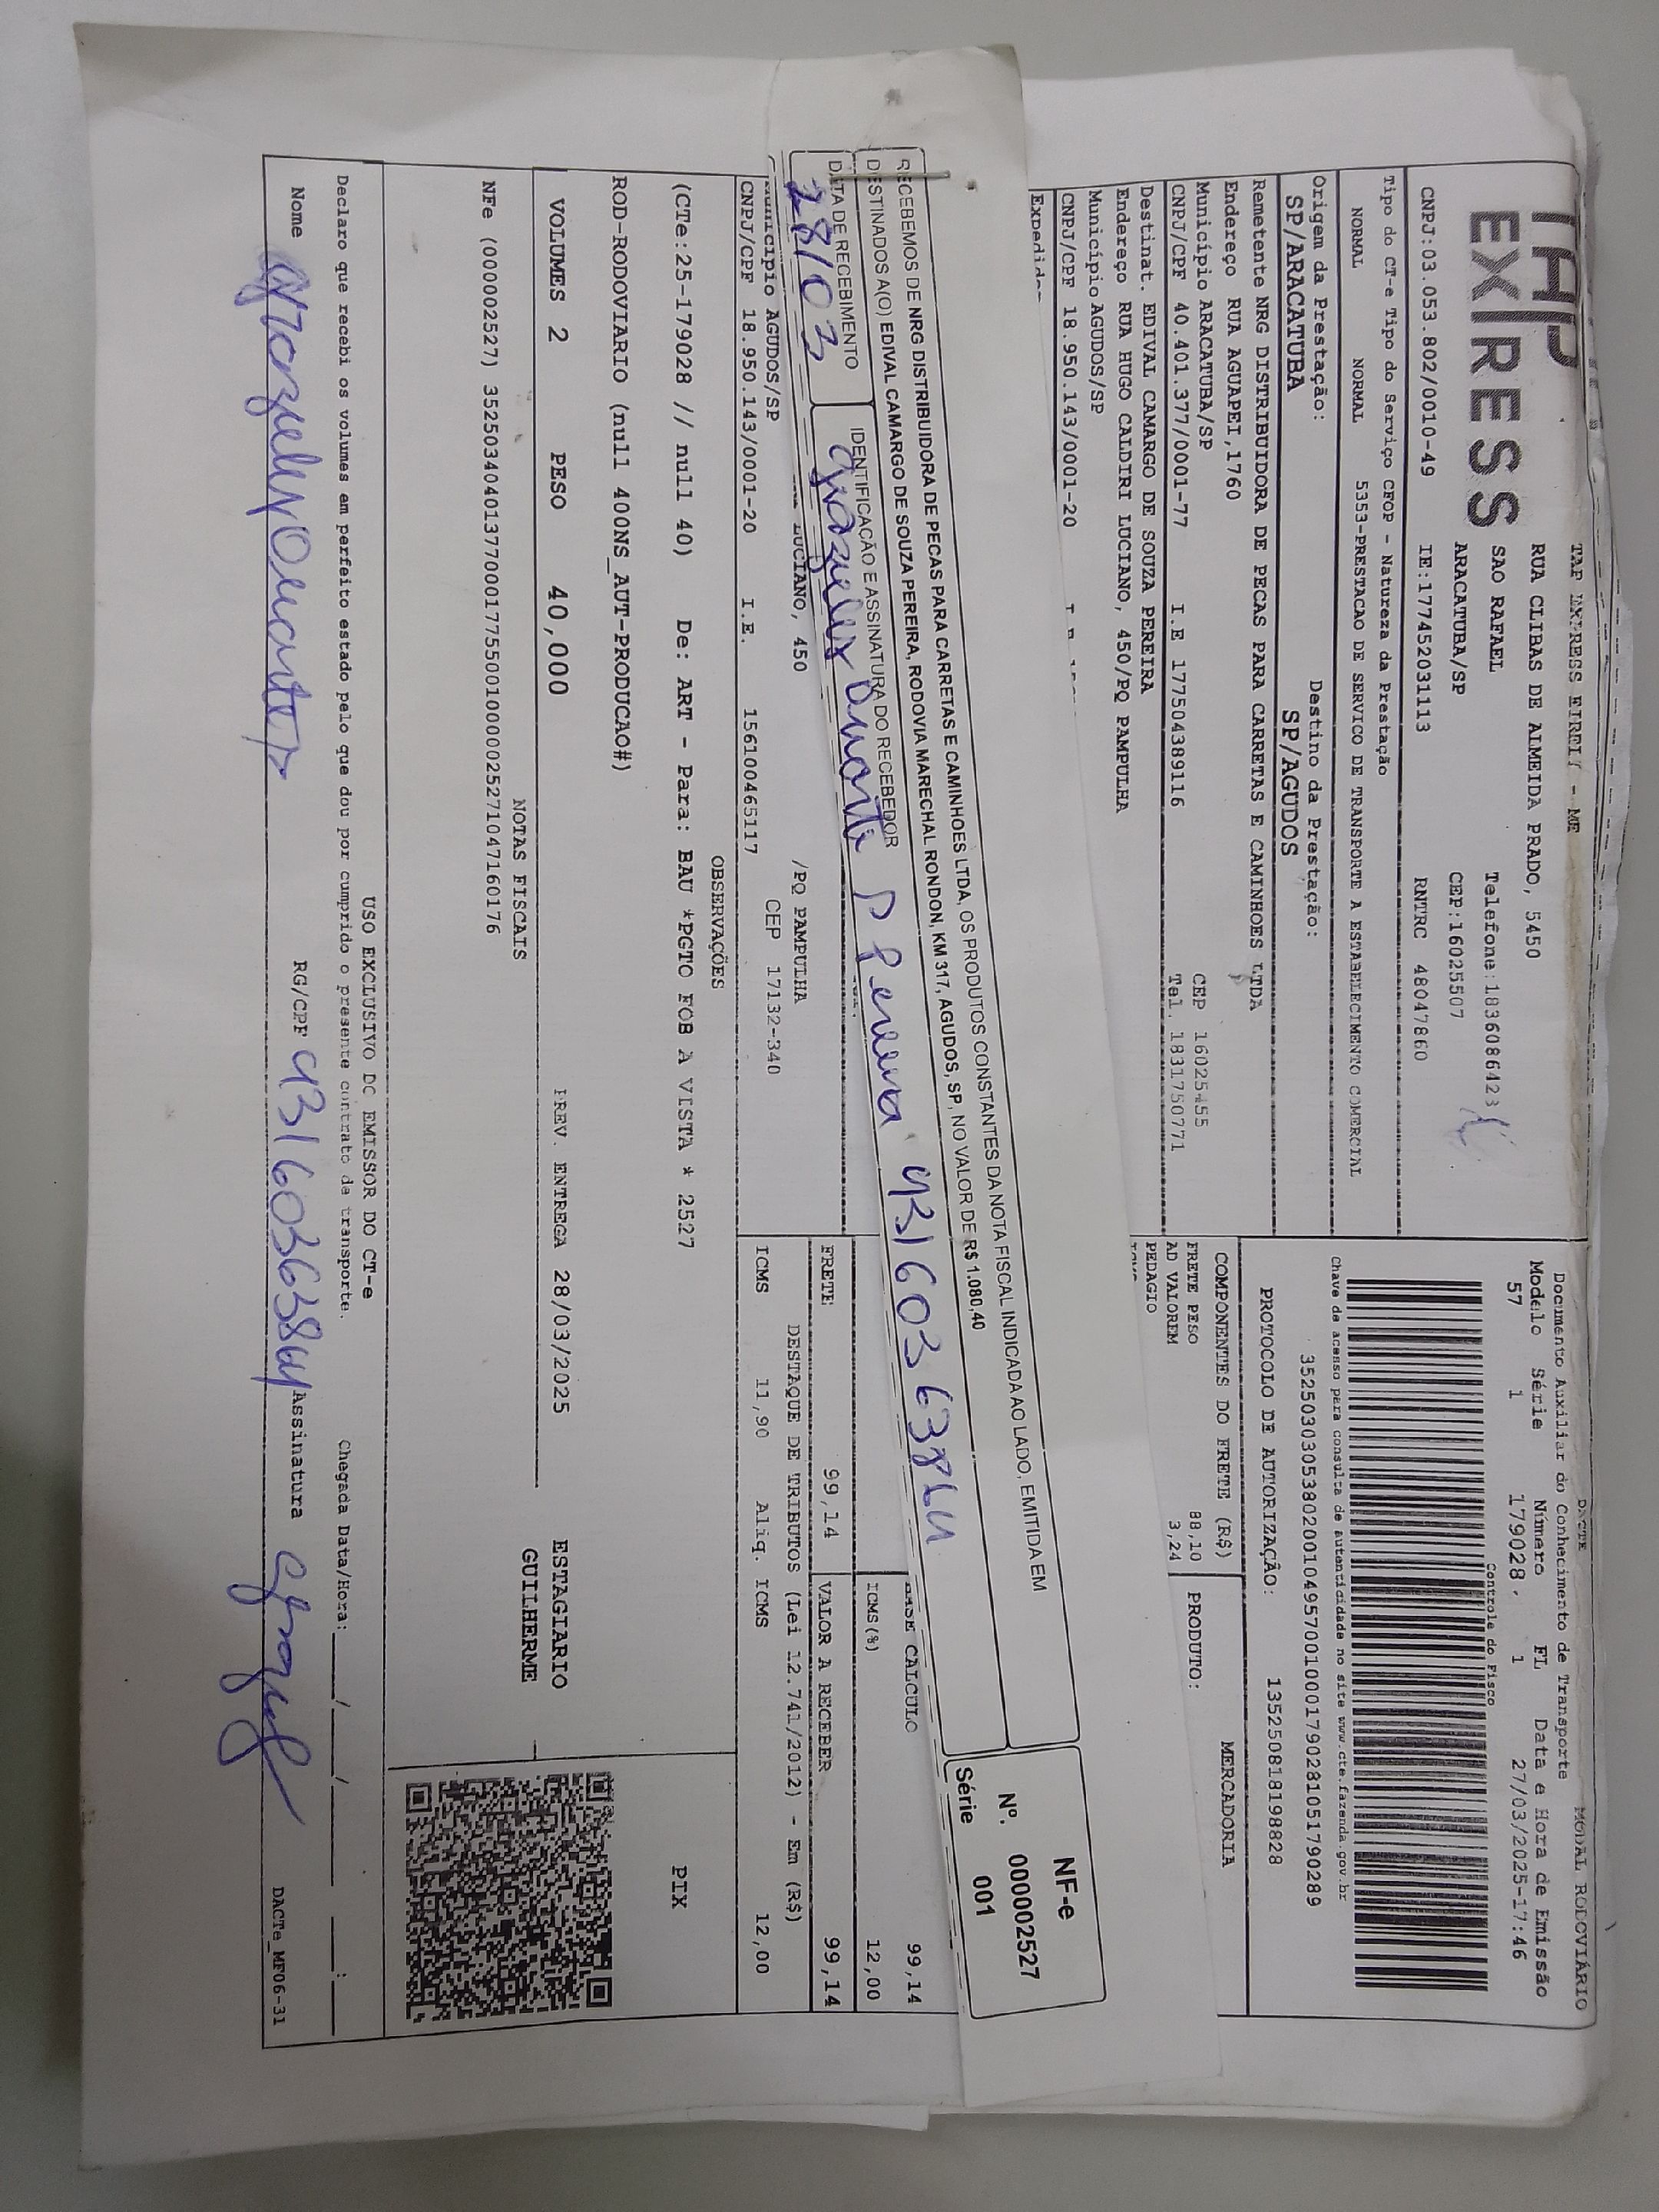 TAP EXPRESS EIRELI - ME
DACTE
MODAL RODOVIÁRIO
TAP
EXPRESS
RUA CLIBAS DE ALMEIDA PRADO, 5450
SAO RAFAEL
Telefone:1836086423
ARACATUBA/SP
CEP:16025507
CNPJ:03.053.802/0010-49
IE:177452031113
RNTRC 48047860
Documento Auxiliar do Conhecimento de Transporte
Modelo Série Número FL Data e Hora de Emissão
57 1 179028, 1 27/03/2025-17:46
Controle do Fisco
Chave de acesso para consulta de autenticidade no site www.cte.fazenda.gov.br
35250303053802001049570010001790281051790289
PROTOCOLO DE AUTORIZAÇÃO: 135250818198828
Tipo do CT-e Tipo do Serviço CFOP - Natureza da Prestação
NORMAL NORMAL 5353-PRESTACAO DE SERVICO DE TRANSPORTE A ESTABELECIMENTO COMERCIAL
Origem da Prestação: Destino da Prestação:
SP/ARACATUBA SP/AGUDOS
Remetente NRG DISTRIBUIDORA DE PECAS PARA CARRETAS E CAMINHOES LTDA
Endereço RUA AGUAPEI,1760
Município ARACATUBA/SP CEP 16025455
CNPJ/CPF 40.401.377/0001-77 I.E 177504389116 Tel. 1831750771
Destinat. EDIVAL CAMARGO DE SOUZA PEREIRA
Endereço RUA HUGO CALDIRI LUCIANO, 450/PQ PAMPULHA
Município AGUDOS/SP
CNPJ/CPF 18.950.143/0001-20
COMPONENTES DO FRETE (R$) MERCADORIA
FRETE PESO 88,10 PRODUTO:
AD VALOREM 3,24
PEDAGIO
RECEBEMOS DE NRG DISTRIBUIDORA DE PECAS PARA CARRETAS E CAMINHOES LTDA, OS PRODUTOS CONSTANTES DA NOTA FISCAL INDICADA AO LADO, EMITIDA EM
DESTINADOS A(O) EDIVAL CAMARGO DE SOUZA PEREIRA, RODOVIA MARECHAL RONDON, KM 317, AGUDOS, SP, NO VALOR DE R$ 1.080,40
DATA DE RECEBIMENTO
28/03
IDENTIFICAÇÃO E ASSINATURA DO RECEBEDOR
NF-e
Nº. 000002527
Série 001
LUCIANO, 450 /PQ PAMPULHA
Município AGUDOS/SP CEP 17132-340
CNPJ/CPF 18.950.143/0001-20 I.E. 156100465117
BASE CALCULO 99,14
ICMS(%) 12,00
FRETE 99,14 VALOR A RECEBER 99,14
DESTAQUE DE TRIBUTOS (Lei 12.741/2012) - Em (R$)
ICMS 11,90 Aliq. ICMS 12,00
OBSERVAÇÕES
(CTe:25-179028 // null 40) De: ART - Para: BAU *PGTO FOB A VISTA * 2527
PIX
ROD-RODOVIARIO (null 400NS_AUT-PRODUCAO#)
VOLUMES 2 PESO 40,000 PREV. ENTREGA 28/03/2025
ESTAGIARIO
GUILHERME
NOTAS FISCAIS
NFe (000002527) 35250340401377000177550010000025271047160176
USO EXCLUSIVO DO EMISSOR DO CT-e
Declaro que recebi os volumes em perfeito estado pelo que dou por cumprido o presente contrato de transporte. Chegada Data/Hora: __/__/__ __:__
Nome RG/CPF Assinatura
DACTe_MF06-31